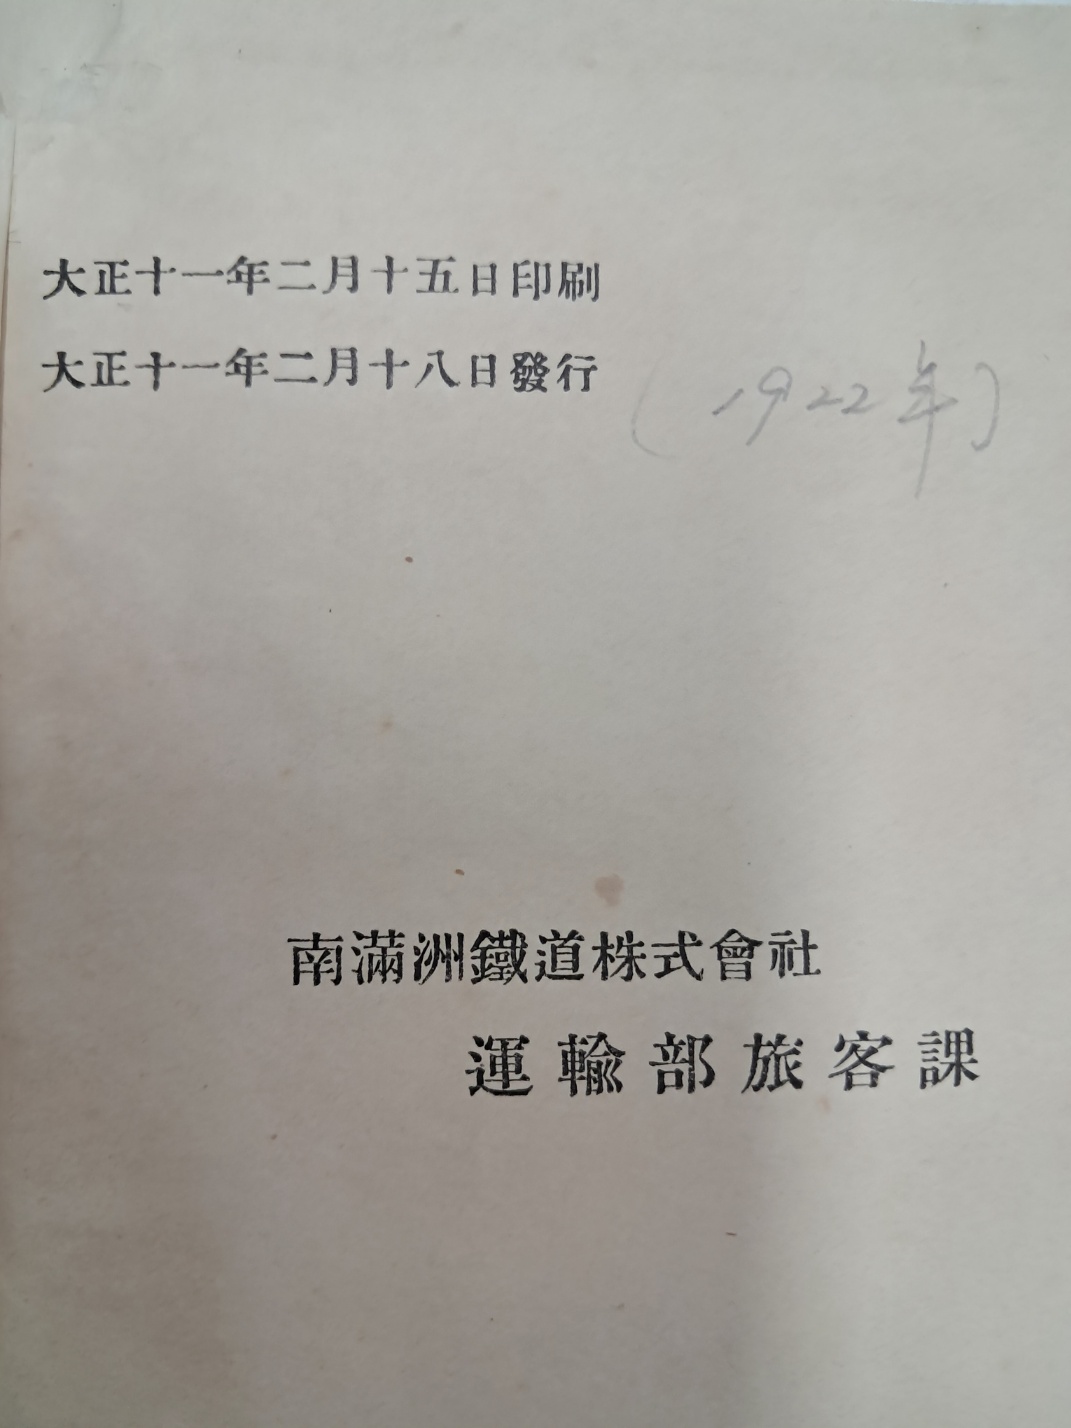 大正十一年二月十五日印刷
大正十一年二月十八日發行
(1922年)
南滿洲鐵道株式會社
運輸部旅客課